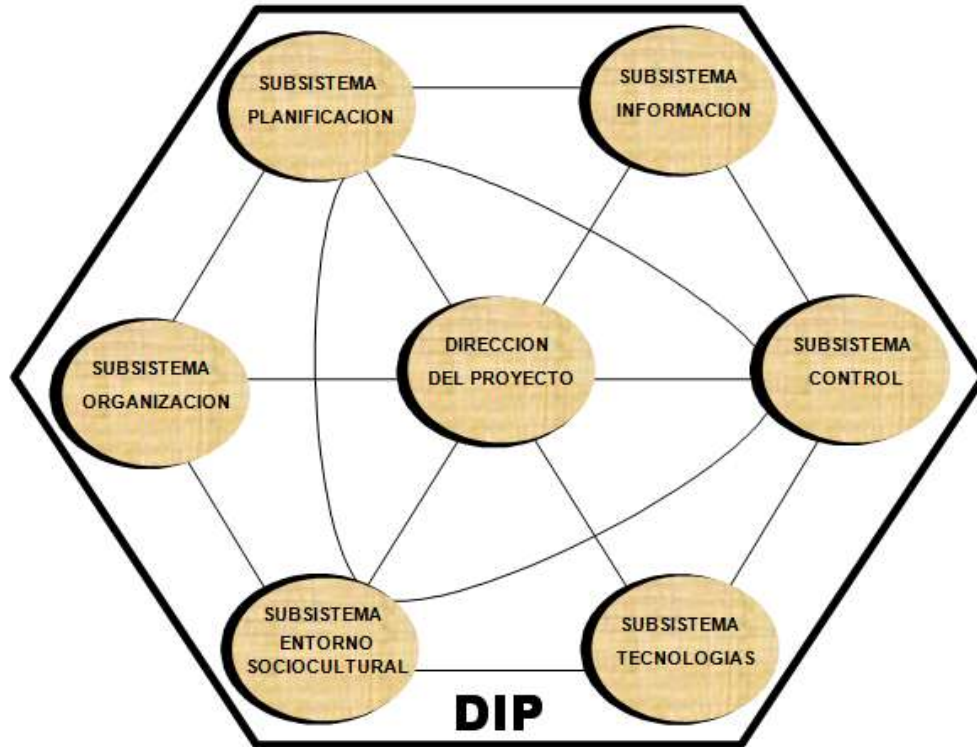 SUBSISTEMA
PLANIFICACION
SUBSISTEMA
INFORMACION
SUBSISTEMA
ORGANIZACION
DIRECCION
DEL PROYECTO
SUBSISTEMA
CONTROL
SUBSISTEMA
ENTORNO
SOCIOCULTURAL
SUBSISTEMA
TECNOLOGIAS
DIP